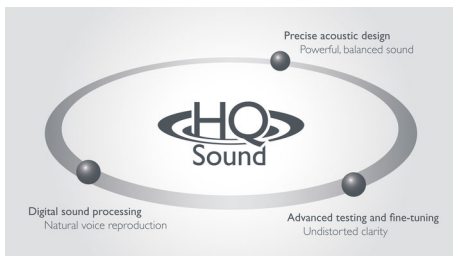 Precise acoustic design
Powerful, balanced sound
HQ
Sound
Digital sound processing
Natural voice reproduction
Advanced testing and fine-tuning
Undistorted clarity